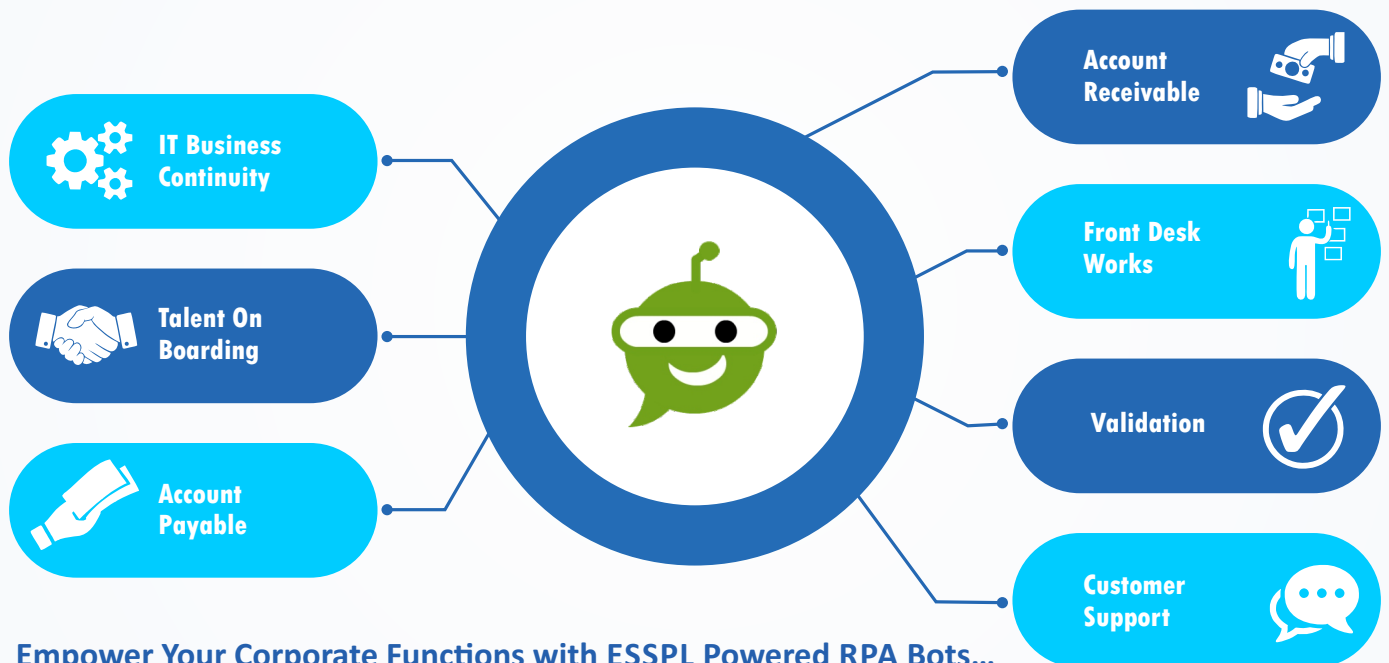 IT Business
Continuity
Talent On
Boarding
Account
Payable
Account
Receivable
Front Desk
Works
Validation
Customer
Support
Empower Your Corporate Functions with ESSPL Powered RPA Bots...